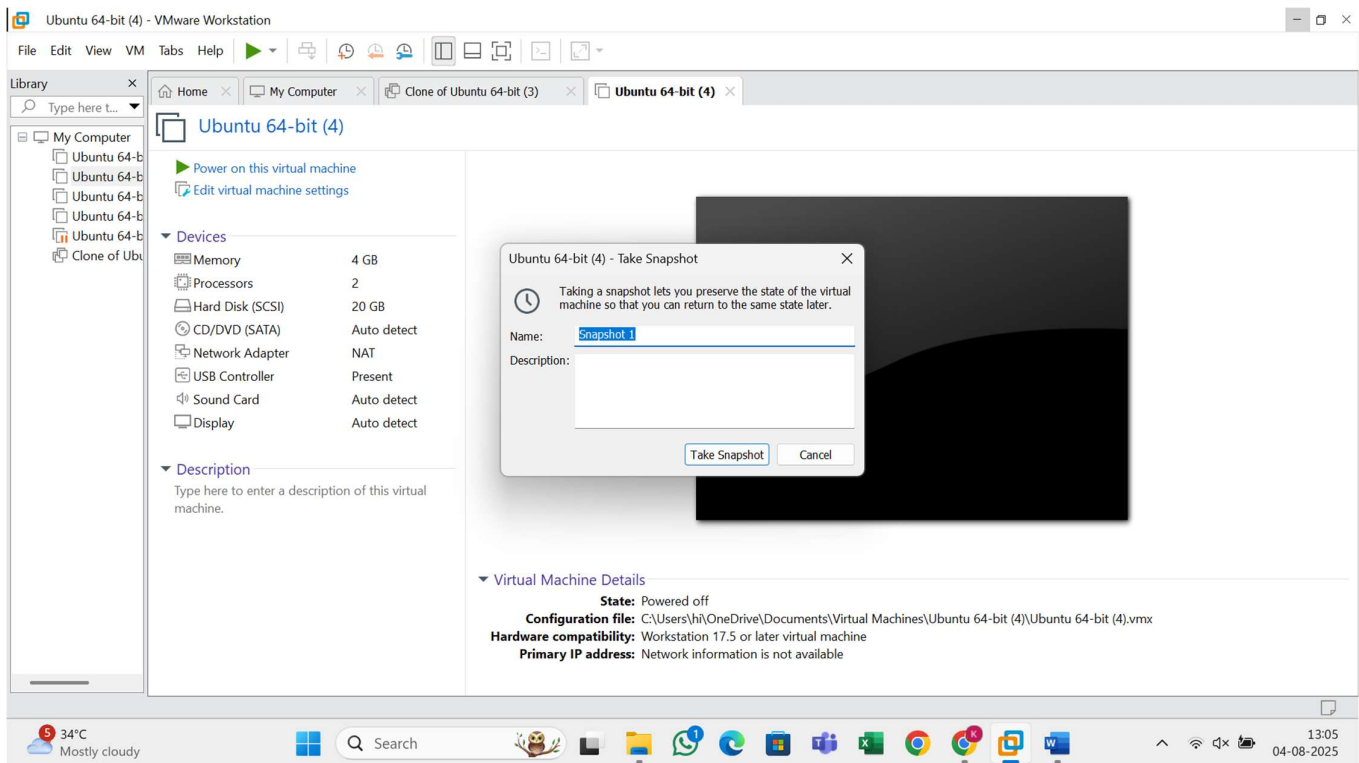 Ubuntu 64-bit (4) - VMware Workstation
File Edit View VM Tabs Help
Library
Type here t...
Home
My Computer
Clone of Ubuntu 64-bit (3)
Ubuntu 64-bit (4)
My Computer
Ubuntu 64-b
Ubuntu 64-b
Ubuntu 64-b
Ubuntu 64-b
Ubuntu 64-b
Clone of Ubu
Ubuntu 64-bit (4)
Power on this virtual machine
Edit virtual machine settings
Devices
Memory 4 GB
Processors 2
Hard Disk (SCSI) 20 GB
CD/DVD (SATA) Auto detect
Network Adapter NAT
USB Controller Present
Sound Card Auto detect
Display Auto detect
Description
Type here to enter a description of this virtual
machine.
Ubuntu 64-bit (4) - Take Snapshot
Taking a snapshot lets you preserve the state of the virtual
machine so that you can return to the same state later.
Name: Snapshot 1
Description:
Take Snapshot Cancel
Virtual Machine Details
State: Powered off
Configuration file: C:\Users\hi\OneDrive\Documents\Virtual Machines\Ubuntu 64-bit (4)\Ubuntu 64-bit (4).vmx
Hardware compatibility: Workstation 17.5 or later virtual machine
Primary IP address: Network information is not available
5
34°C
Mostly cloudy
Search
1
K
13:05
04-08-2025